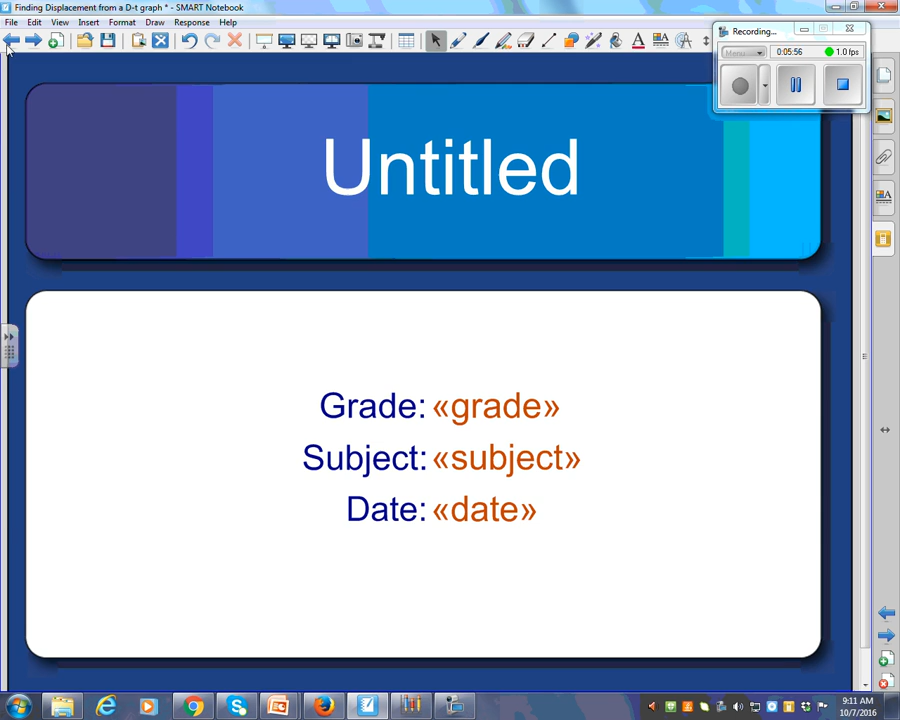 Finding Displacement from a D-t graph * - SMART Notebook
File Edit View Insert Format Draw Response Help
Recording...
Menu
0:05:56
1.0 fps
Untitled
Grade: «grade»
Subject: «subject»
Date: «date»
9:11 AM
10/7/2016